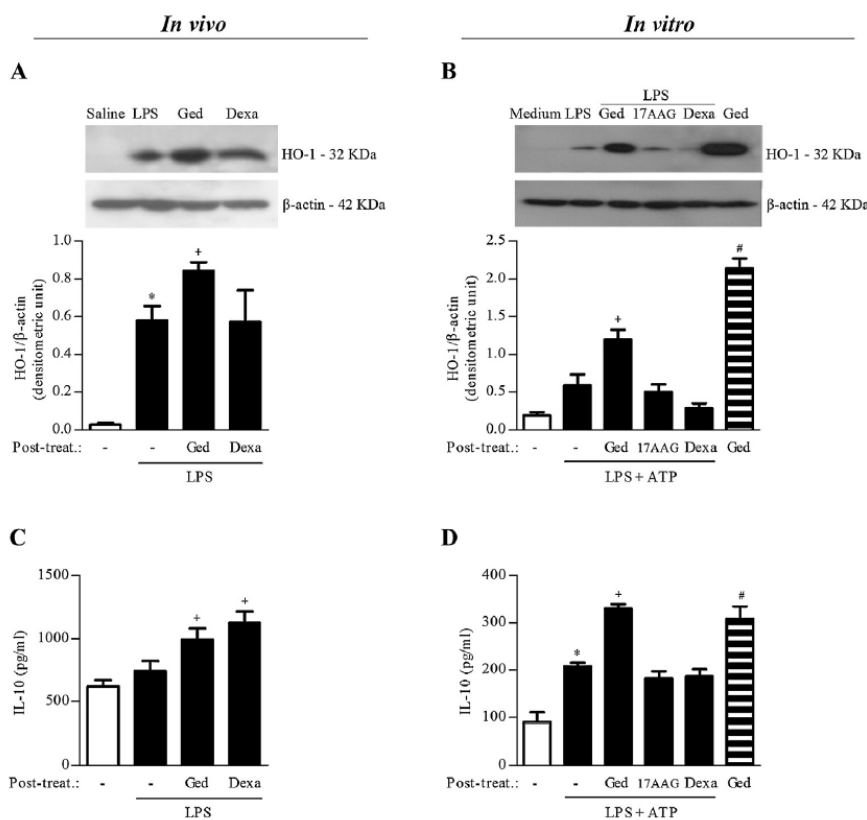 In vivo
In vitro
A
Saline LPS Ged Dexa
HO-1 - 32 KDa
β-actin - 42 KDa
HO-1/β-actin
(densitometric unit)
1.0
0.8
0.6
0.4
0.2
0.0
*
+
Post-treat.: - - Ged Dexa
LPS
B
LPS
Medium LPS Ged 17AAG Dexa Ged
HO-1 - 32 KDa
β-actin - 42 KDa
HO-1/β-actin
(densitometric unit)
2.5
2.0
1.5
1.0
0.5
0.0
+
#
Post-treat.: - - Ged 17AAG Dexa Ged
LPS + ATP
C
IL-10 (pg/ml)
1500
1000
500
0
+
+
Post-treat.: - - Ged Dexa
LPS
D
IL-10 (pg/ml)
400
300
200
100
0
*
+
#
Post-treat.: - - Ged 17AAG Dexa Ged
LPS + ATP